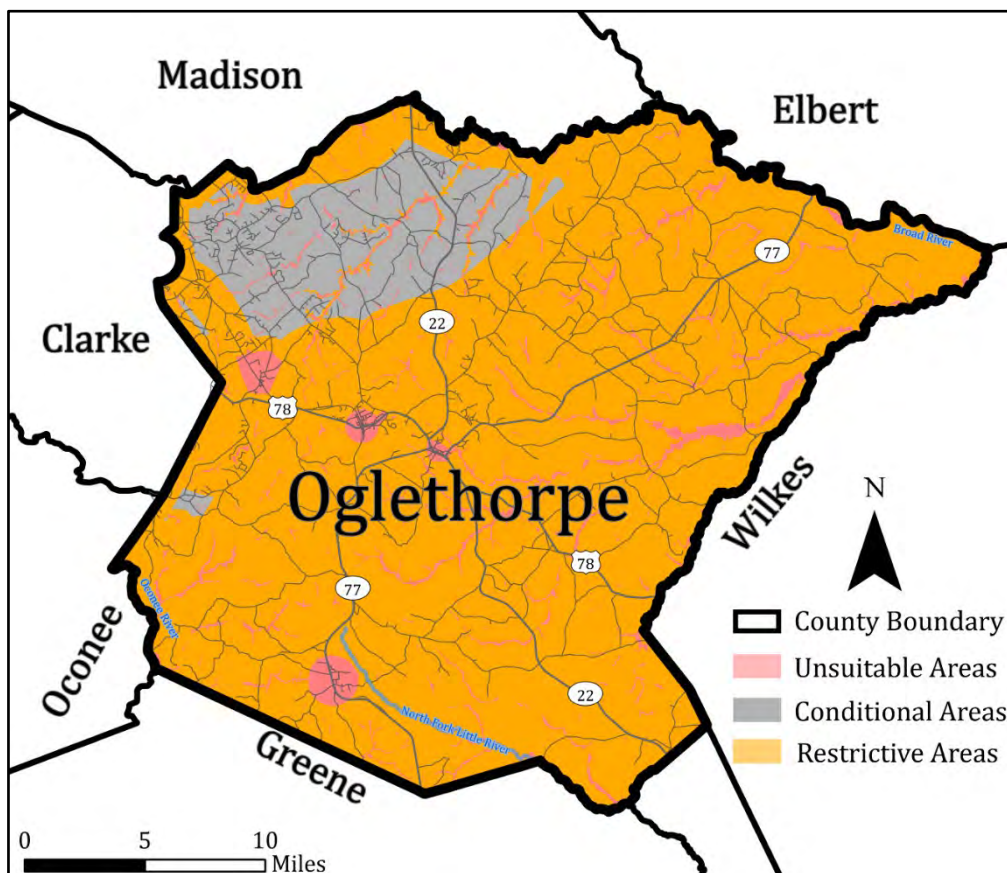 Madison
Elbert
Broad River
77
22
Clarke
78
Oglethorpe
Wilkes
N
78
77
Oconee River
Oconee
22
North Fork Little River
Greene
County Boundary
Unsuitable Areas
Conditional Areas
Restrictive Areas
0 5 10
Miles